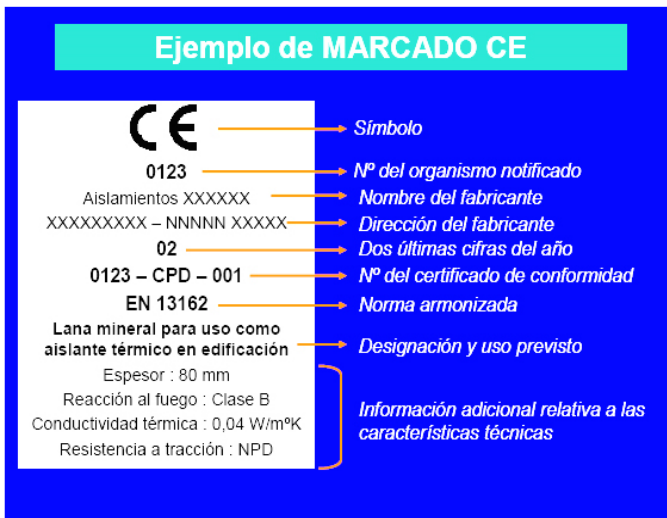 Ejemplo de MARCADO CE
CE
Símbolo
0123
Nº del organismo notificado
Aislamientos XXXXXX
Nombre del fabricante
XXXXXXXXX – NNNNN XXXXX
Dirección del fabricante
02
Dos últimas cifras del año
0123 – CPD – 001
Nº del certificado de conformidad
EN 13162
Norma armonizada
Lana mineral para uso como
aislante térmico en edificación
Designación y uso previsto
Espesor : 80 mm
Reacción al fuego : Clase B
Conductividad térmica : 0,04 W/mºK
Resistencia a tracción : NPD
Información adicional relativa a las
características técnicas